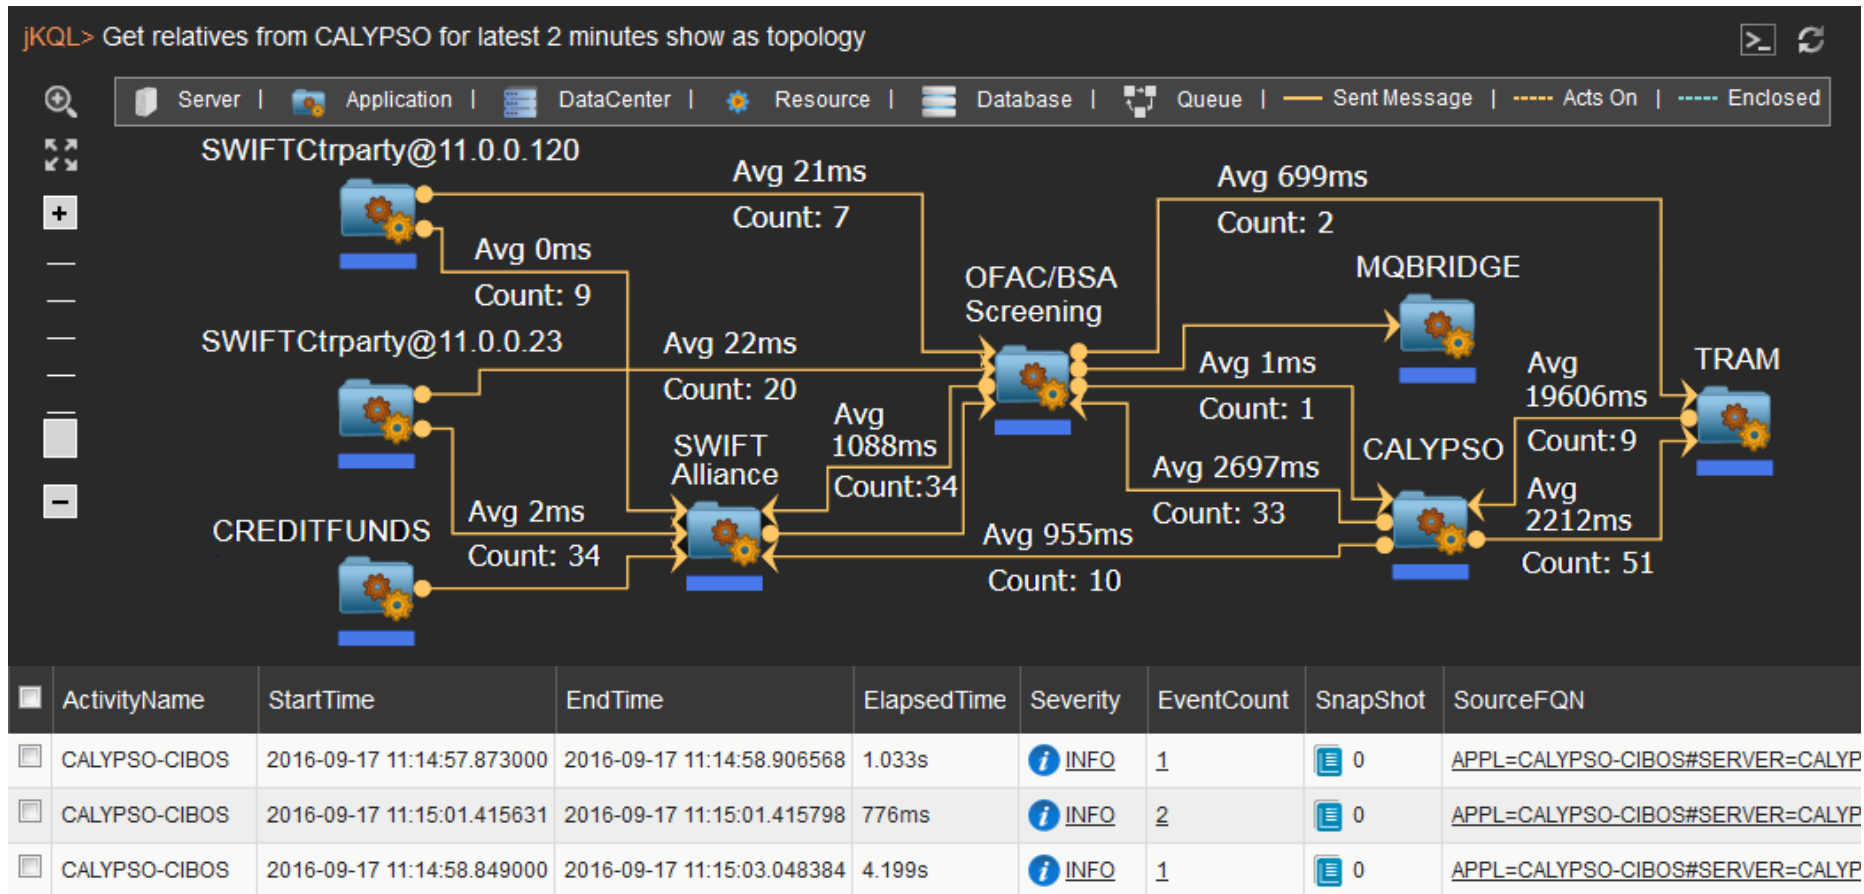 jKQL> Get relatives from CALYPSO for latest 2 minutes show as topology
Server | Application | DataCenter | Resource | Database | Queue | Sent Message | Acts On | Enclosed
SWIFTCtrparty@11.0.0.120
Avg 21ms
Count: 7
Avg 699ms
Count: 2
Avg 0ms
Count: 9
OFAC/BSA
Screening
MQBRIDGE
SWIFTCtrparty@11.0.0.23
Avg 22ms
Count: 20
Avg 1ms
Count: 1
Avg
19606ms
Count:9
TRAM
SWIFT
Alliance
Avg
1088ms
Count:34
Avg 2697ms
Count: 33
CALYPSO
Avg
2212ms
Count: 51
CREDITFUNDS
Avg 2ms
Count: 34
Avg 955ms
Count: 10
ActivityName StartTime EndTime ElapsedTime Severity EventCount SnapShot SourceFQN
CALYPSO-CIBOS 2016-09-17 11:14:57.873000 2016-09-17 11:14:58.906568 1.033s INFO 1 0 APPL=CALYPSO-CIBOS#SERVER=CALYP
CALYPSO-CIBOS 2016-09-17 11:15:01.415631 2016-09-17 11:15:01.415798 776ms INFO 2 0 APPL=CALYPSO-CIBOS#SERVER=CALYP
CALYPSO-CIBOS 2016-09-17 11:14:58.849000 2016-09-17 11:15:03.048384 4.199s INFO 1 0 APPL=CALYPSO-CIBOS#SERVER=CALYP